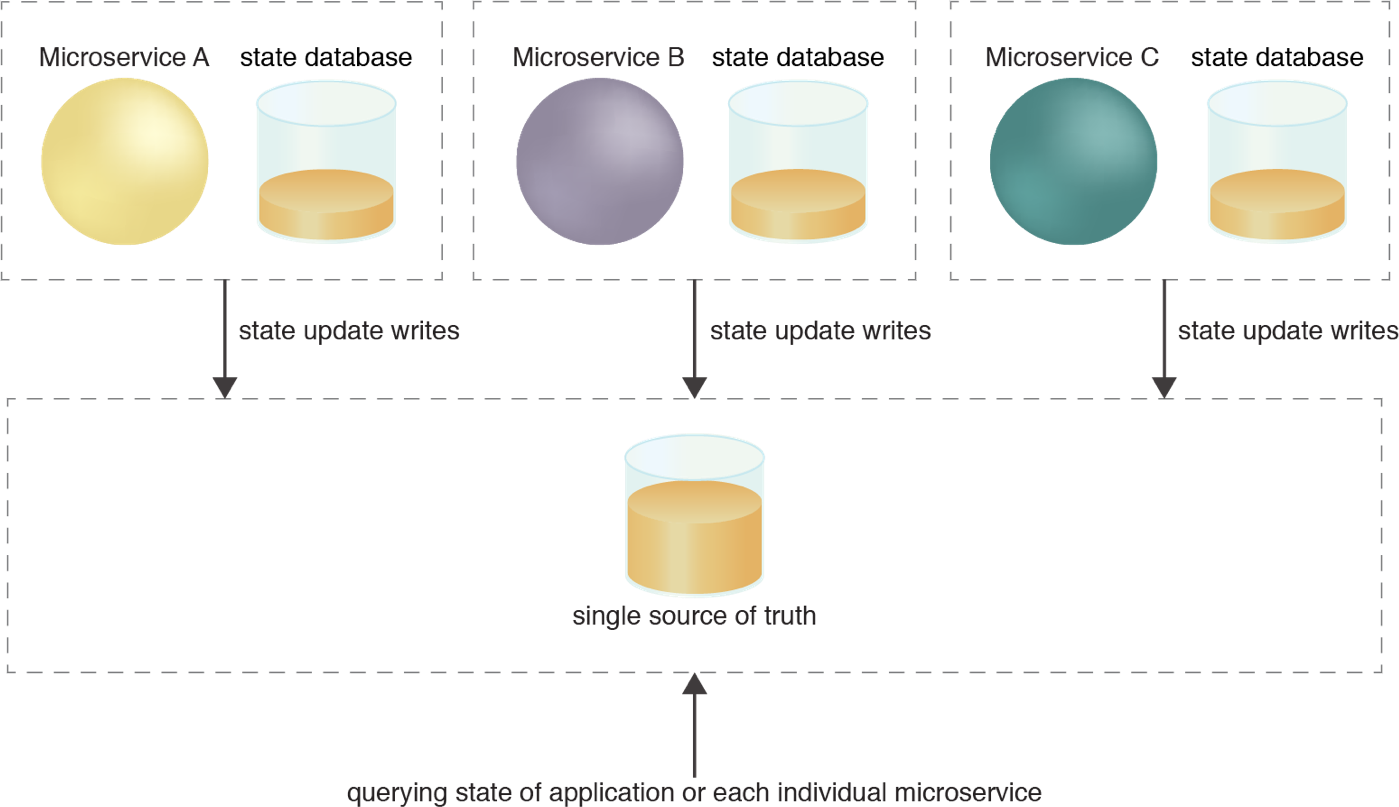 Microservice A state database
Microservice B state database
Microservice C state database
state update writes
state update writes
state update writes
single source of truth
querying state of application or each individual microservice